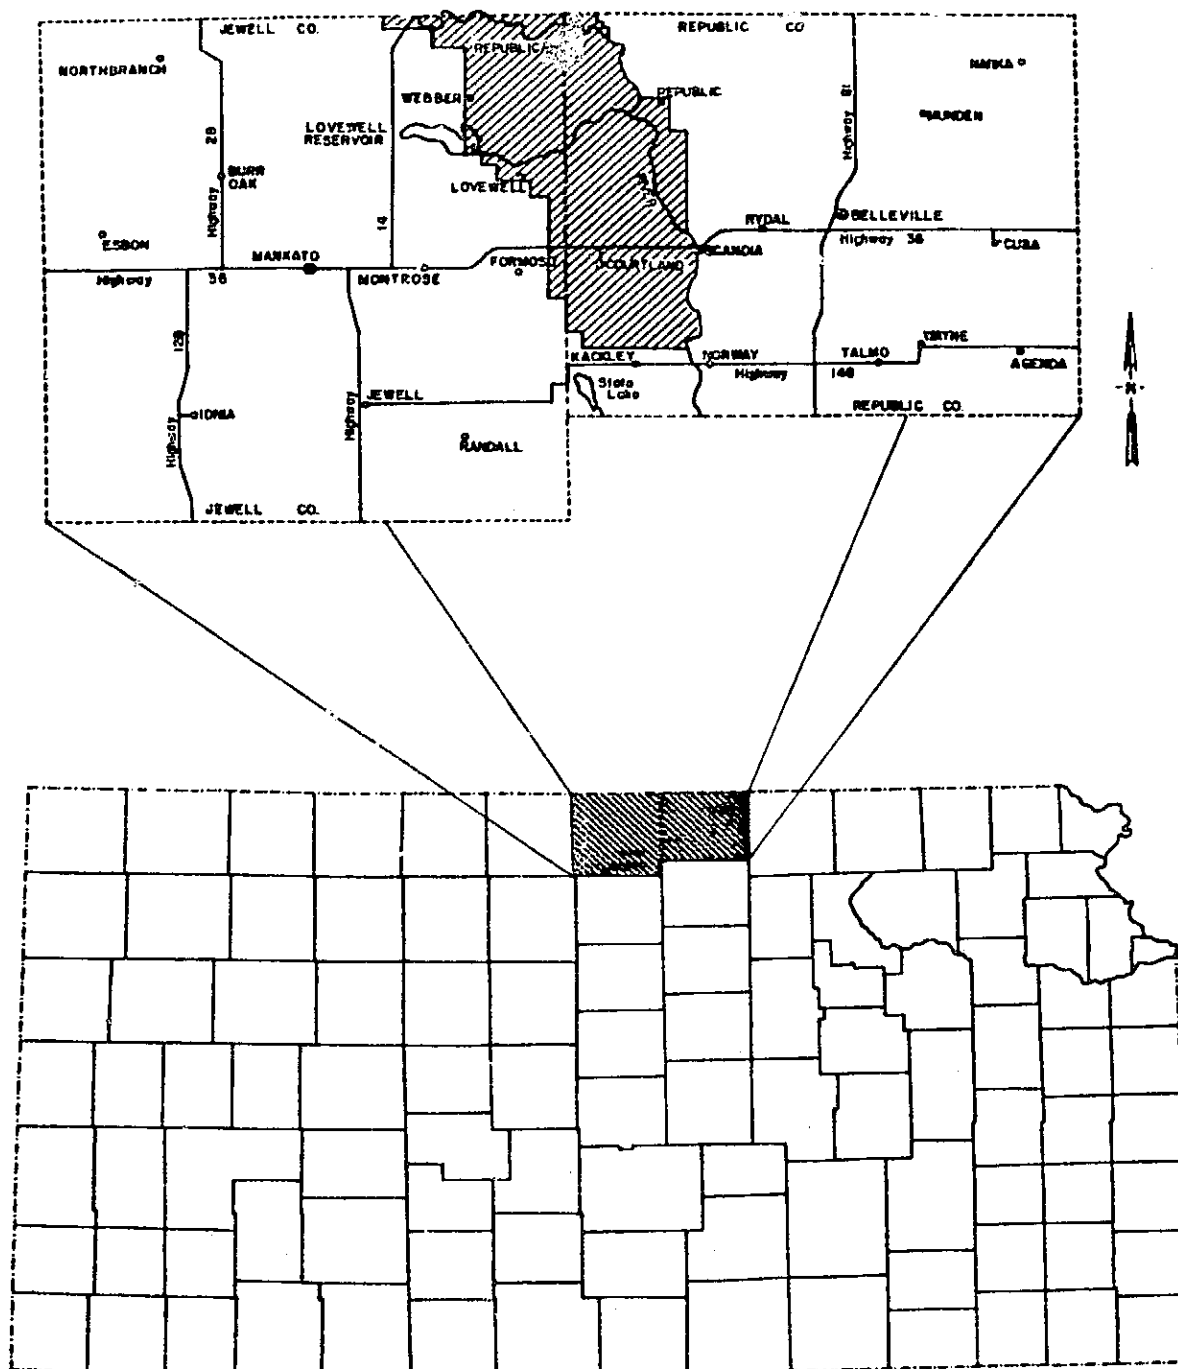 JEWELL CO.
REPUBLIC CO
NORTHBRANCH
REPUBLICAN
NARKA
WEBBER
REPUBLIC
MUNDEN
Highway 81
LOVEWELL
RESERVOIR
Highway 28
BURR
OAK
LOVEWELL
14
BELLEVILLE
RYDAL
Highway 36
CUBA
ESBON
MANKATO
FORMOSO
COURTLAND
SCANDIA
Highway 36
MONTROSE
128
Highway
KACKLEY
NORWAY
TALMO
WAYNE
AGENDA
Highway 148
State
Lake
JEWELL
Highway
IONIA
REPUBLIC CO.
RANDALL
JEWELL CO.
N